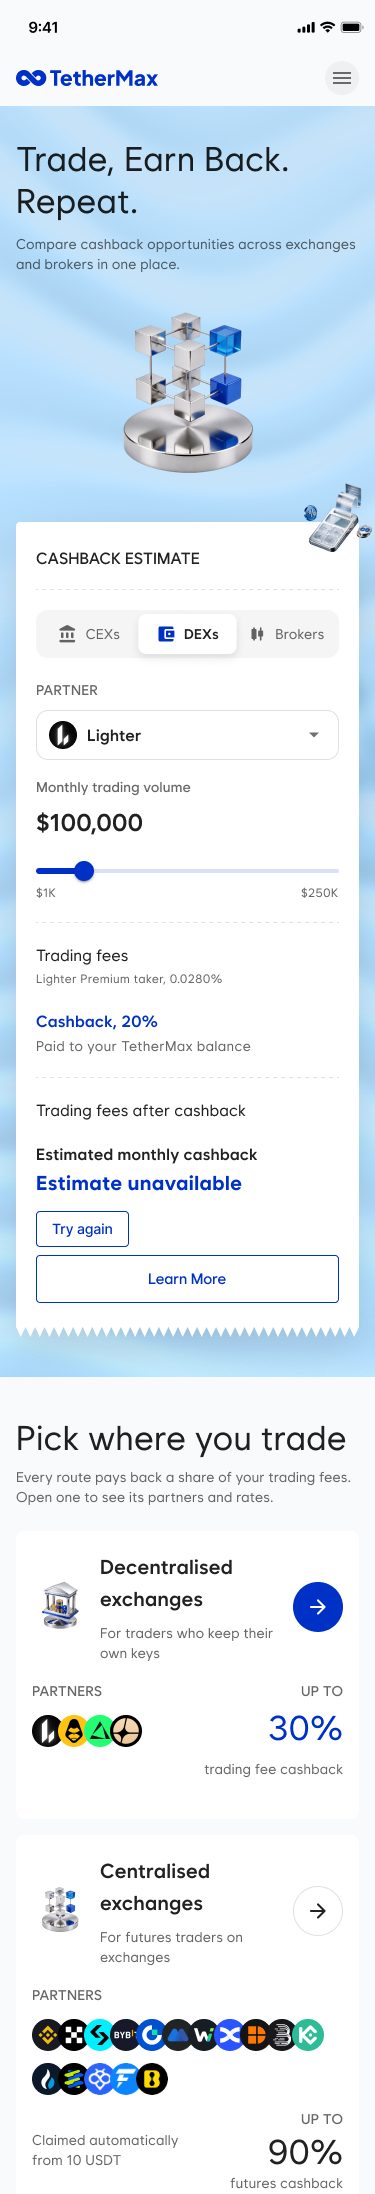 9:41
TetherMax
Trade, Earn Back.
Repeat.
Compare cashback opportunities across exchanges
and brokers in one place.
CASHBACK ESTIMATE
CEXs
DEXs
Brokers
PARTNER
Lighter
Monthly trading volume
$100,000
$1K
$250K
Trading fees
Lighter Premium taker, 0.0280%
Cashback, 20%
Paid to your TetherMax balance
Trading fees after cashback
Estimated monthly cashback
Estimate unavailable
Try again
Learn More
Pick where you trade
Every route pays back a share of your trading fees.
Open one to see its partners and rates.
Decentralised
exchanges
For traders who keep their
own keys
PARTNERS
UP TO
30%
trading fee cashback
Centralised
exchanges
For futures traders on
exchanges
PARTNERS
BYBIT
UP TO
Claimed automatically
from 10 USDT
90%
futures cashback